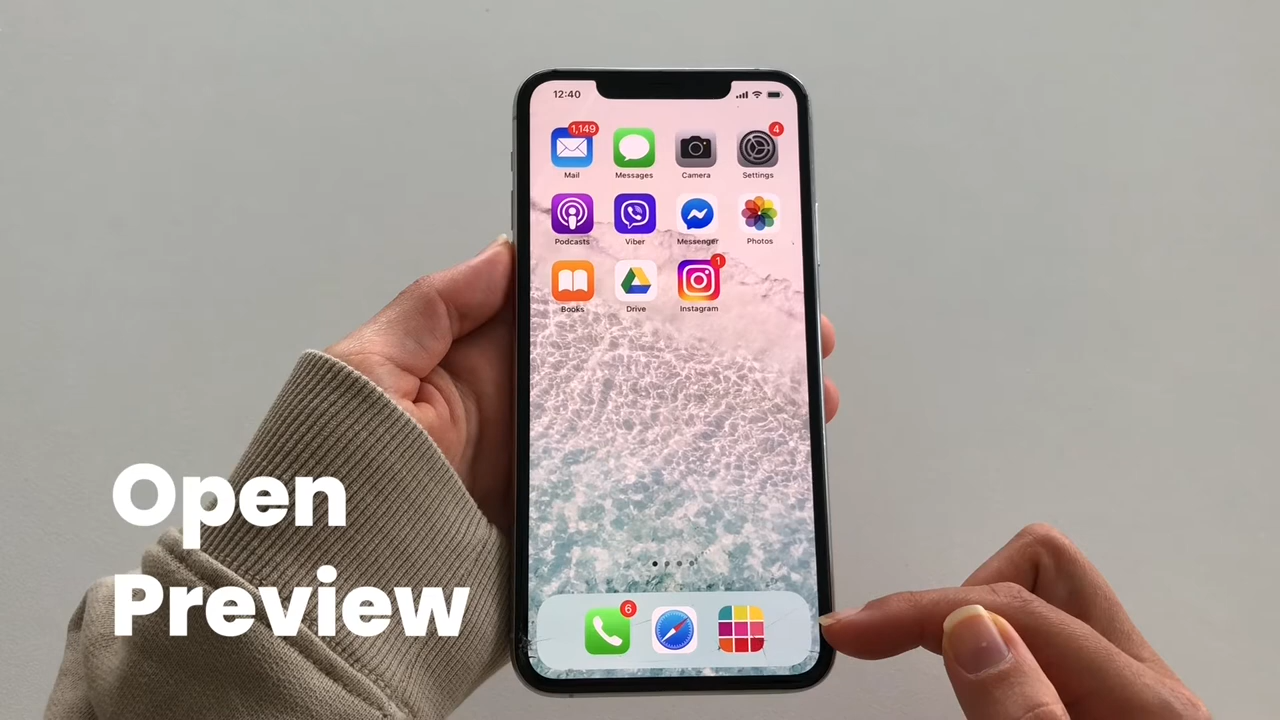 12:40
1,149
4
Mail
Messages
Camera
Settings
Podcasts
Viber
Messenger
Photos
1
Books
Drive
Instagram
Open
Preview
6